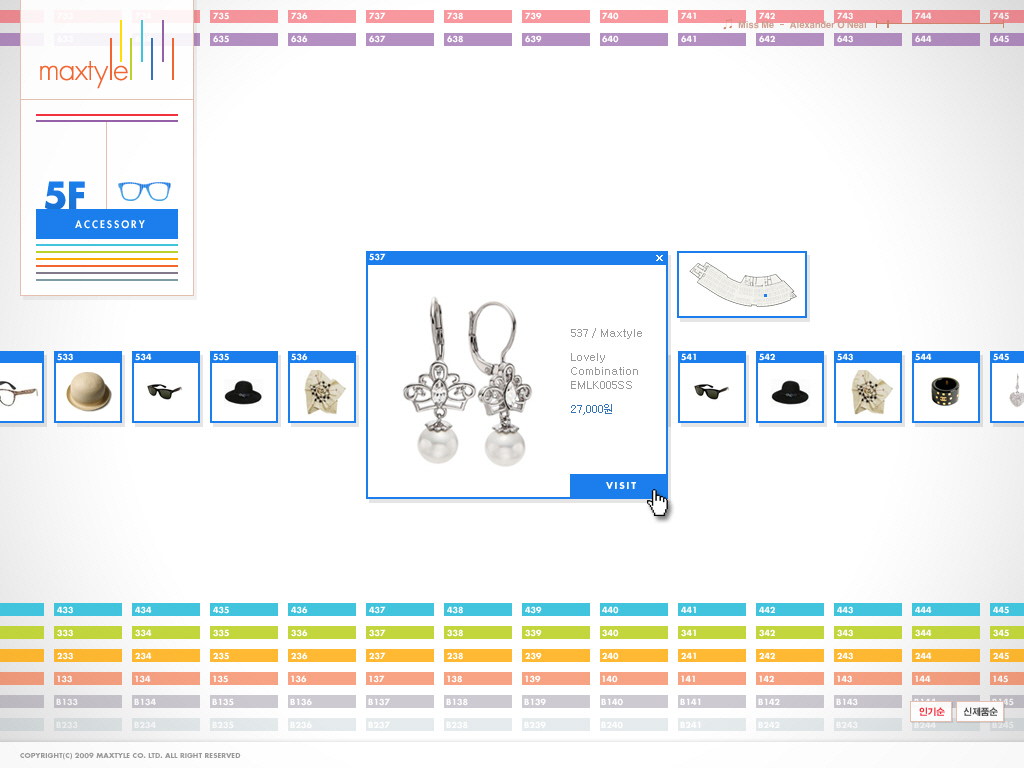 735 736 737 738 739 740 741 742 743 744 745
Miss Me - Alexander O'Neal
635 636 637 638 639 640 641 642 643 644 645
maxtyle
5F
ACCESSORY
537
537 / Maxtyle
Lovely
Combination
EMLK005SS
27,000원
VISIT
533 534 535 536 541 542 543 544 545
433 434 435 436 437 438 439 440 441 442 443 444 445
333 334 335 336 337 338 339 340 341 342 343 344 345
233 234 235 236 237 238 239 240 241 242 243 244 245
133 134 135 136 137 138 139 140 141 142 143 144 145
B133 B134 B135 B136 B137 B138 B139 B140 B141 B142 B143 B144 B145
인기순 신제품순
B233 B234 B235 B236 B237 B238 B239 B240 B241 B242 B243 B244 B245
COPYRIGHT(C) 2009 MAXTYLE CO. LTD. ALL RIGHT RESERVED